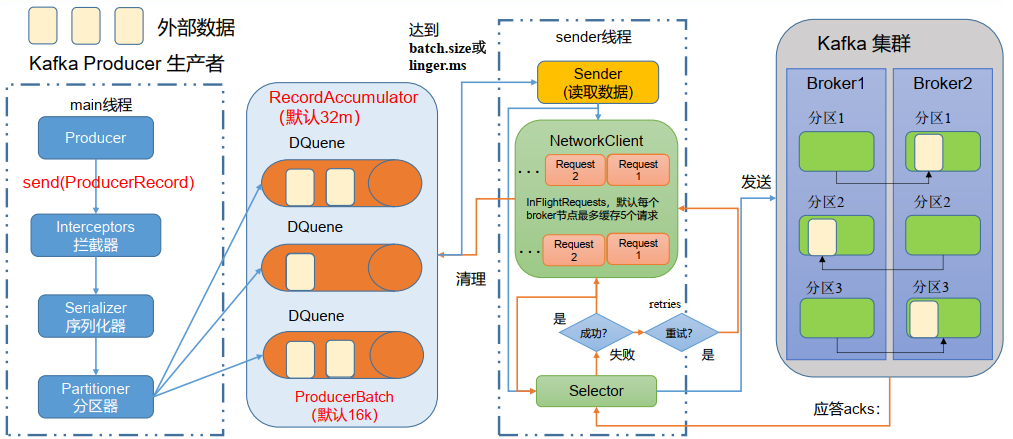 外部数据
Kafka Producer 生产者
main线程
Producer
send(ProducerRecord)
Interceptors
拦截器
Serializer
序列化器
Partitioner
分区器
RecordAccumulator
(默认32m)
DQuene
DQuene
DQuene
ProducerBatch
(默认16k)
达到
batch.size或
linger.ms
清理
sender线程
Sender
(读取数据)
NetworkClient
...
Request
2
Request
1
InFlightRequests，默认每个
broker节点最多缓存5个请求
...
Request
2
Request
1
是
成功?
失败
retries
重试?
是
Selector
发送
Kafka 集群
Broker1
Broker2
分区1
分区1
分区2
分区2
分区3
分区3
应答acks：